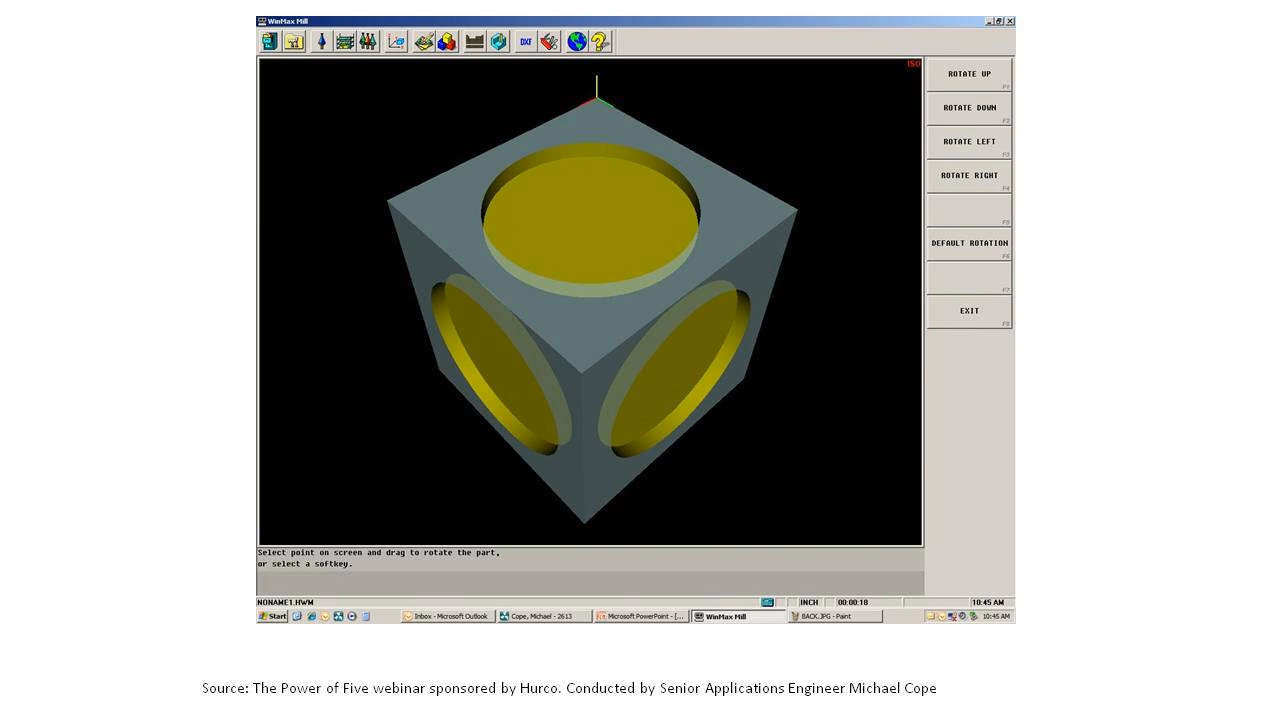 WinMax Mill
DXF
ISO
ROTATE UP
F1
ROTATE DOWN
F2
ROTATE LEFT
F3
ROTATE RIGHT
F4
F5
DEFAULT ROTATION
F6
F7
EXIT
F8
Select point on screen and drag to rotate the part,
or select a softkey.
NONAME1.HWM
INCH
00:00:18
10:45 AM
Start
Inbox - Microsoft Outlook
Cope, Michael - 2613
Microsoft PowerPoint - [...
WinMax Mill
BACK.JPG - Paint
10:45 AM
Source: The Power of Five webinar sponsored by Hurco. Conducted by Senior Applications Engineer Michael Cope